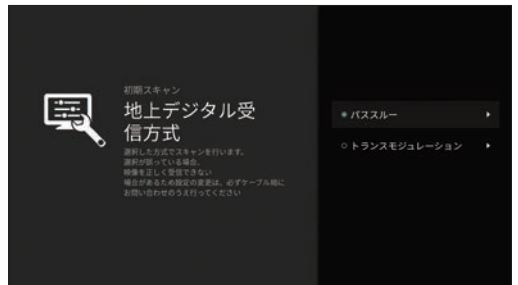 初期スキャン
地上デジタル受
信方式
選択した方式でスキャンを行います。
選択が誤っている場合、
映像を正しく受信できない
場合があるため設定の変更は、必ずケーブル局に
お問い合わせのうえ行ってください
パススルー
トランスモジュレーション